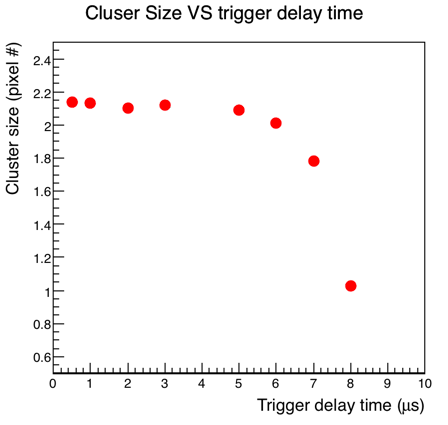 Cluser Size VS trigger delay time
Cluster size (pixel #)
2.4
2.2
2
1.8
1.6
1.4
1.2
1
0.8
0.6
0 1 2 3 4 5 6 7 8 9 10
Trigger delay time (μs)